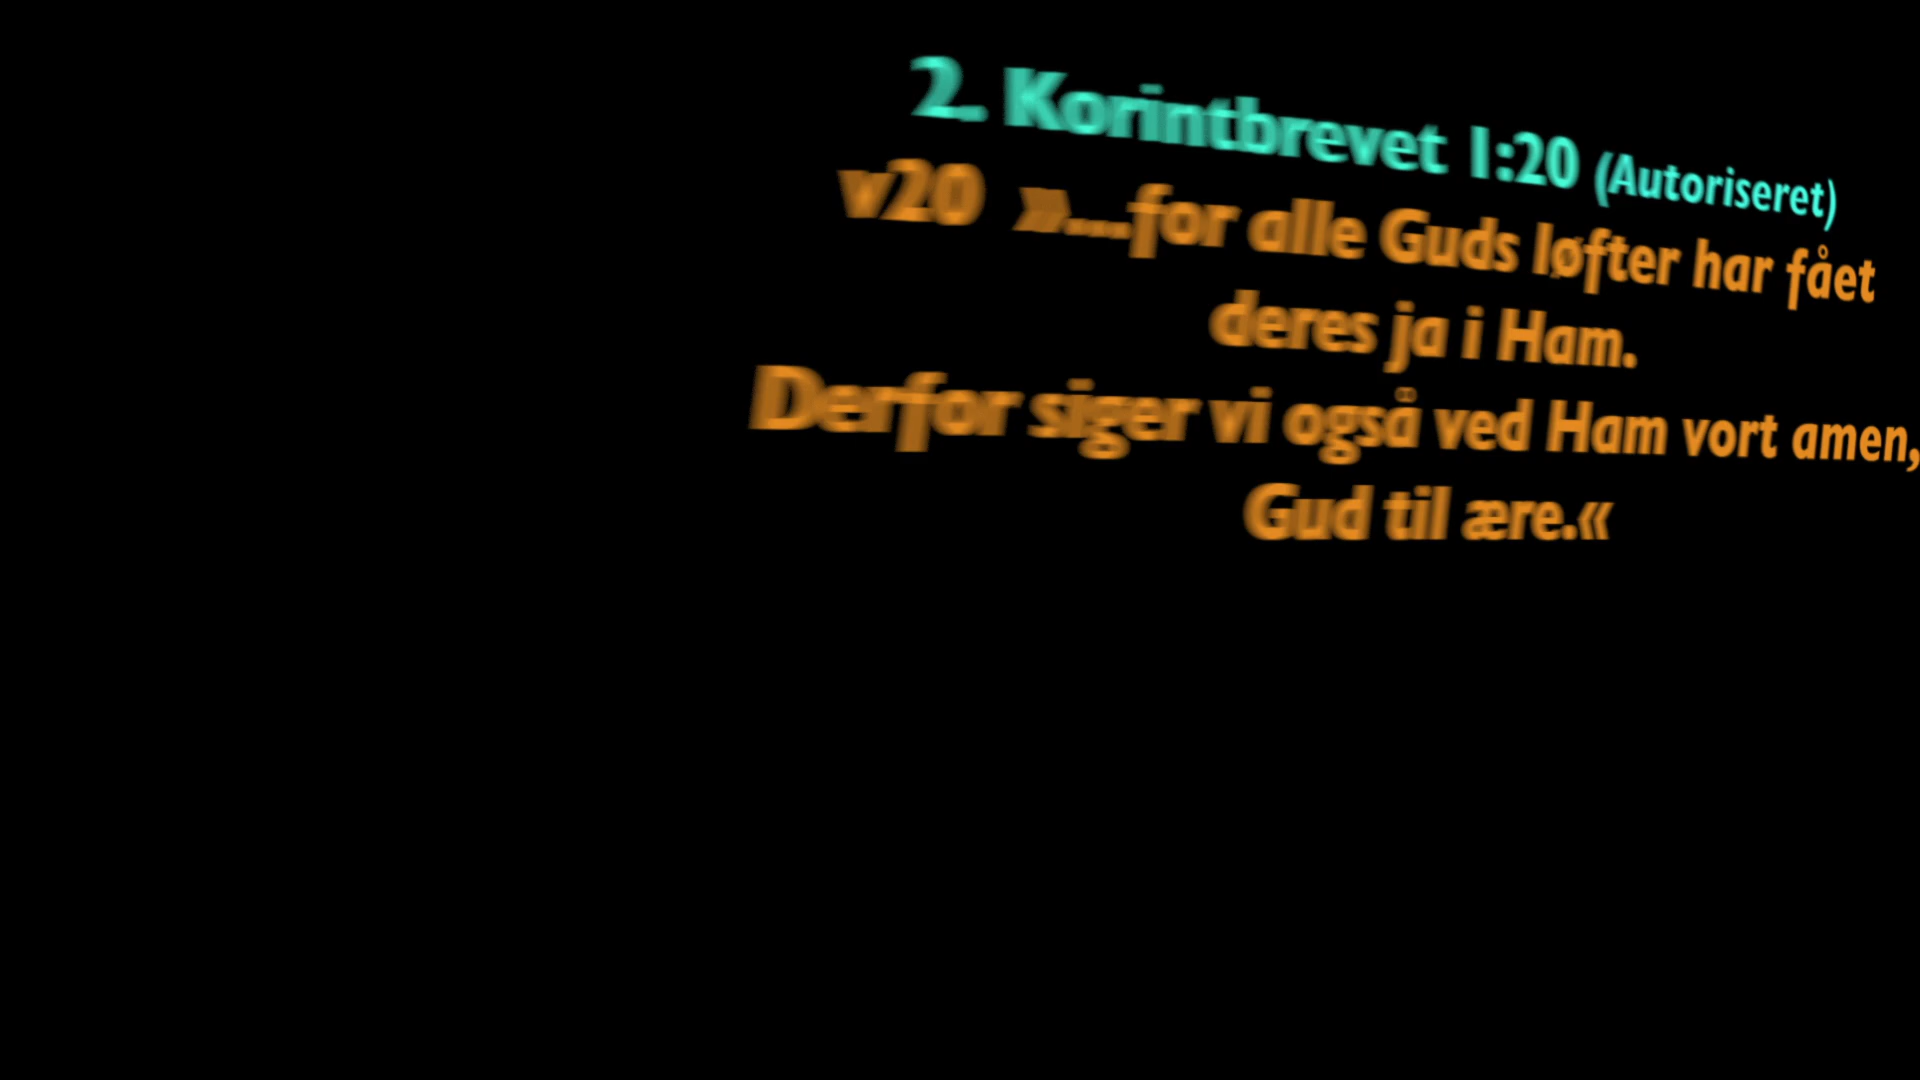 2. Korintbrevet 1:20 (Autoriseret)
v20 »...for alle Guds løfter har fået
deres ja i Ham.
Derfor siger vi også ved Ham vort amen,
Gud til ære.«